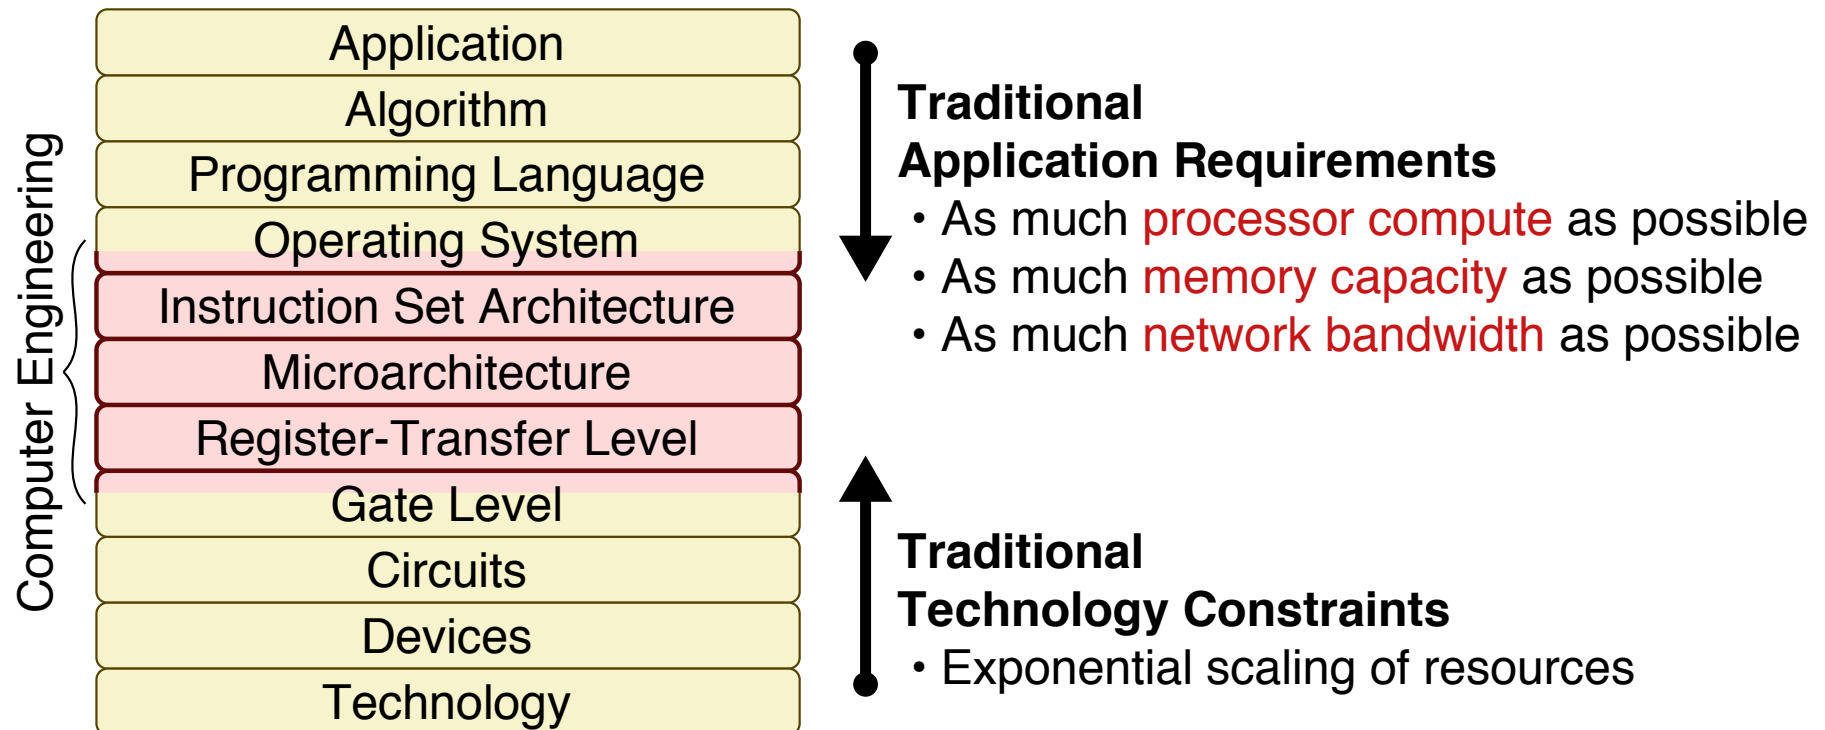 Computer Engineering
Application
Algorithm
Programming Language
Operating System
Instruction Set Architecture
Microarchitecture
Register-Transfer Level
Gate Level
Circuits
Devices
Technology
Traditional
Application Requirements
• As much processor compute as possible
• As much memory capacity as possible
• As much network bandwidth as possible
Traditional
Technology Constraints
• Exponential scaling of resources